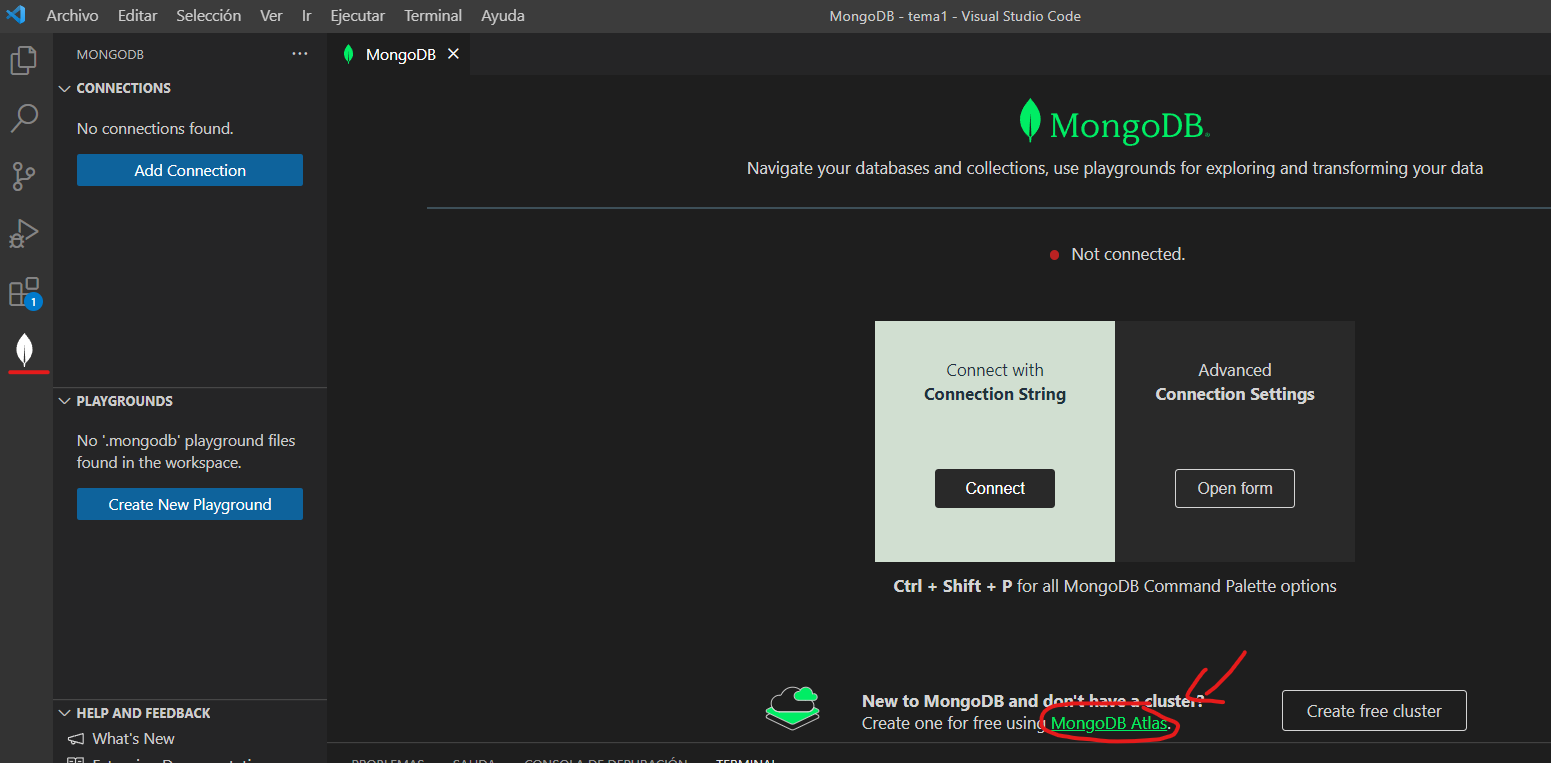 Archivo Editar Selección Ver Ir Ejecutar Terminal Ayuda MongoDB - tema1 - Visual Studio Code
MONGODB ···
CONNECTIONS
No connections found.
Add Connection
1
PLAYGROUNDS
No '.mongodb' playground files
found in the workspace.
Create New Playground
HELP AND FEEDBACK
What's New
MongoDB
MongoDB
Navigate your databases and collections, use playgrounds for exploring and transforming your data
Not connected.
Connect with
Connection String
Connect
Advanced
Connection Settings
Open form
Ctrl + Shift + P for all MongoDB Command Palette options
New to MongoDB and don't have a cluster?
Create one for free using MongoDB Atlas.
Create free cluster
PROBLEMAS SALIDA CONSOLA DE DEPURACIÓN TERMINAL